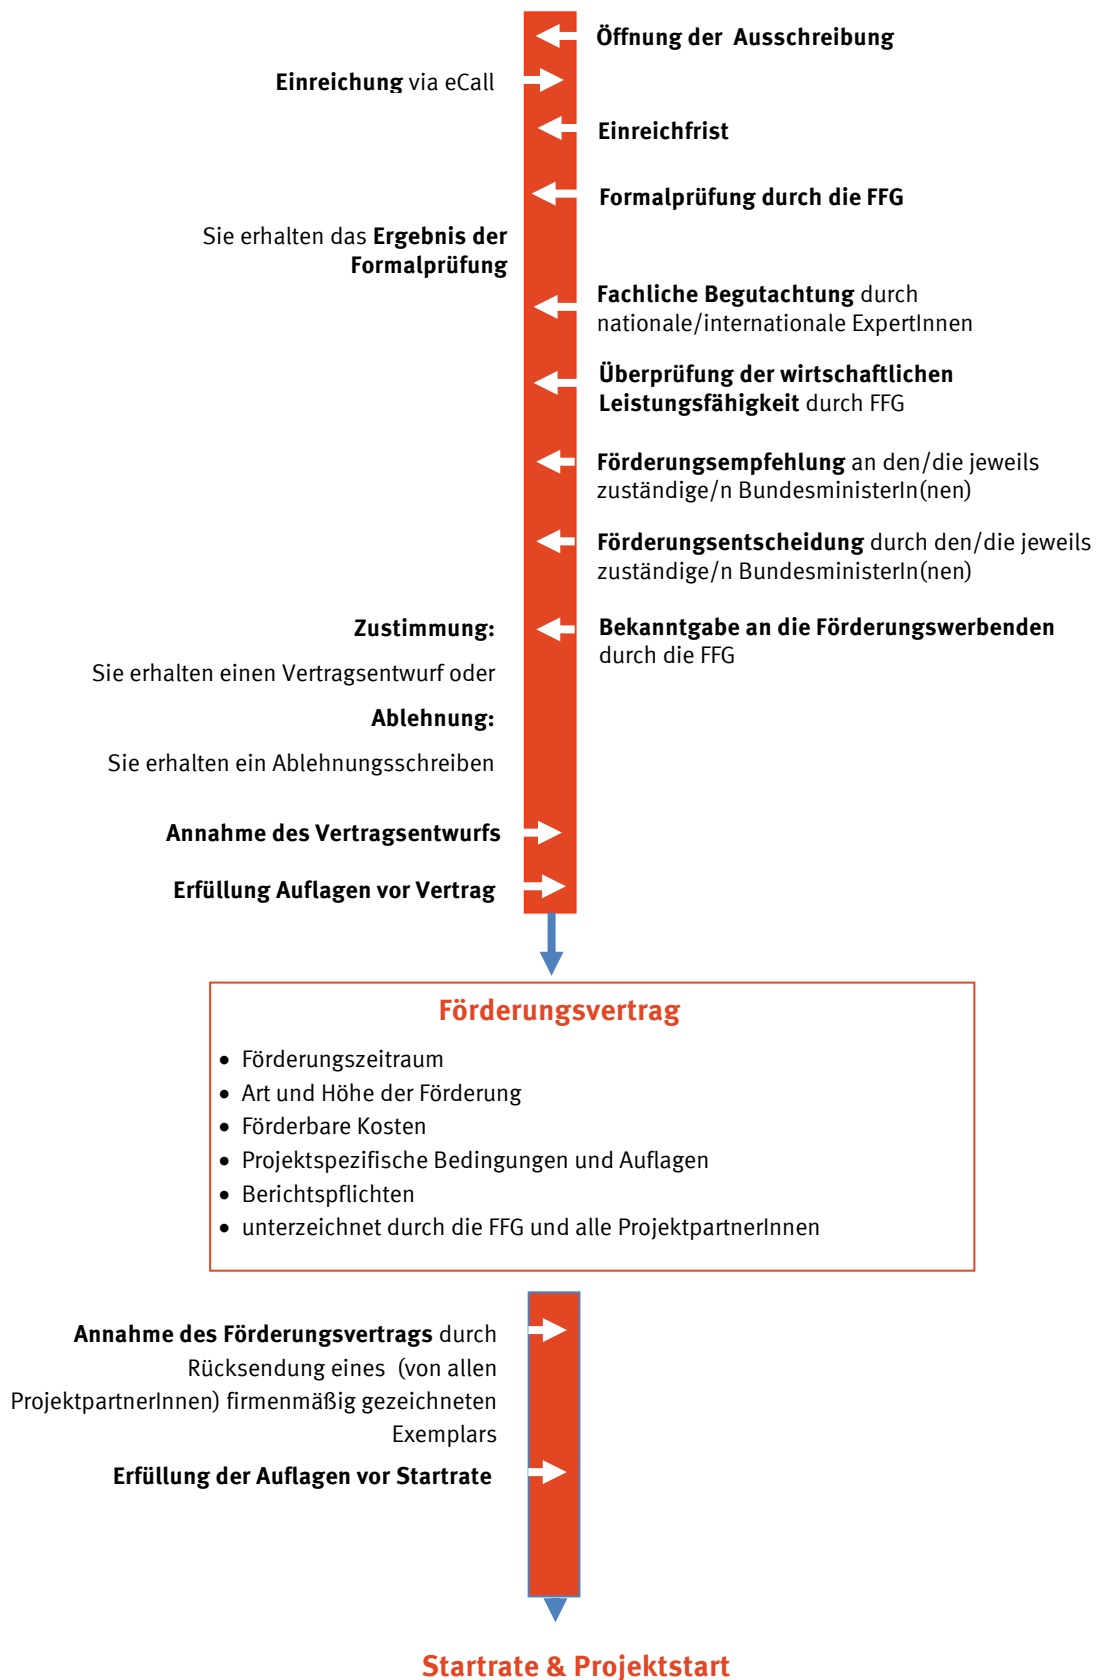 Öffnung der Ausschreibung
Einreichung via eCall
Einreichfrist
Formalprüfung durch die FFG
Sie erhalten das Ergebnis der
Formalprüfung
Fachliche Begutachtung durch
nationale/internationale ExpertInnen
Überprüfung der wirtschaftlichen
Leistungsfähigkeit durch FFG
Förderungsempfehlung an den/die jeweils
zuständige/n BundesministerIn(nen)
Förderungsentscheidung durch den/die jeweils
zuständige/n BundesministerIn(nen)
Bekanntgabe an die Förderungswerbenden
durch die FFG
Zustimmung:
Sie erhalten einen Vertragsentwurf oder
Ablehnung:
Sie erhalten ein Ablehnungsschreiben
Annahme des Vertragsentwurfs
Erfüllung Auflagen vor Vertrag
Förderungsvertrag
• Förderungszeitraum
• Art und Höhe der Förderung
• Förderbare Kosten
• Projektspezifische Bedingungen und Auflagen
• Berichtspflichten
• unterzeichnet durch die FFG und alle ProjektpartnerInnen
Annahme des Förderungsvertrags durch
Rücksendung eines (von allen
ProjektpartnerInnen) firmenmäßig gezeichneten
Exemplars
Erfüllung der Auflagen vor Startrate
Startrate & Projektstart